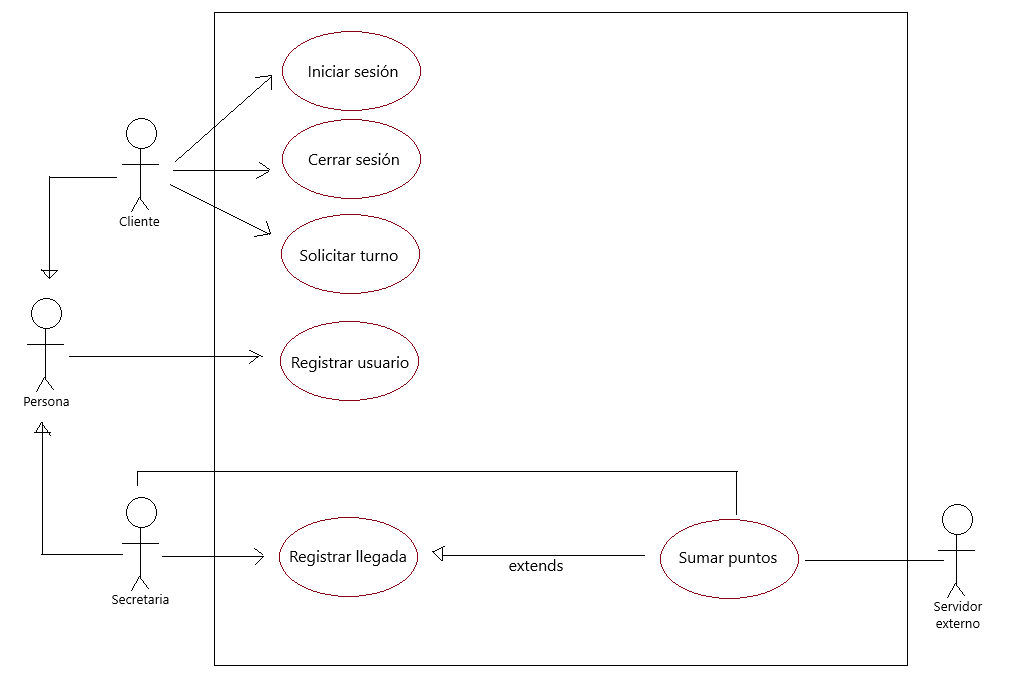 Iniciar sesión
Cerrar sesión
Cliente
Solicitar turno
Registrar usuario
Persona
Registrar llegada
extends
Sumar puntos
Secretaria
Servidor
externo